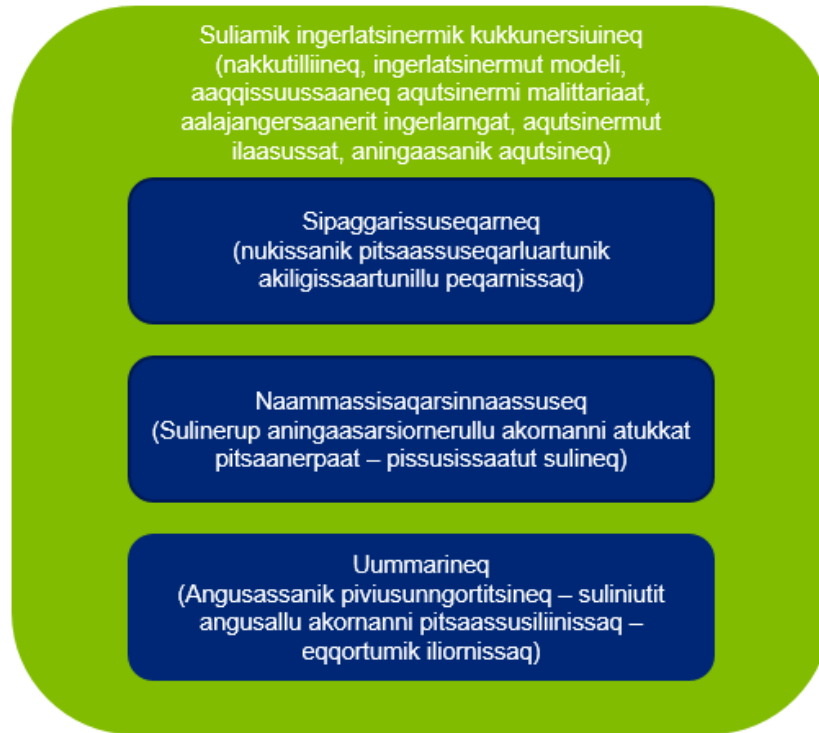 Suliamik ingerlatsinermik kukkunersiuineq
(nakkutilliineq, ingerlatsinermut modeli,
aaqqissuussaaneq aqutsinermi malittariaat,
aalajangersaanerit ingerlarngat, aqutsinermut
ilaasussat, aningaasanik aqutsineq)
Sipaggarissuseqarneq
(nukissanik pitsaassuseqarluartunik
akiligissaartunillu peqarnissaq)
Naammassisaqarsinnaassuseq
(Sulinerup aningaasarsiornerullu akornanni atukkat
pitsaanerpaat – pissusissaatut sulineq)
Uummarineq
(Angusassanik piviusunngortitsineq – suliniutit
angusallu akornanni pitsaassusiliinissaq –
eqqortumik iliornissaq)